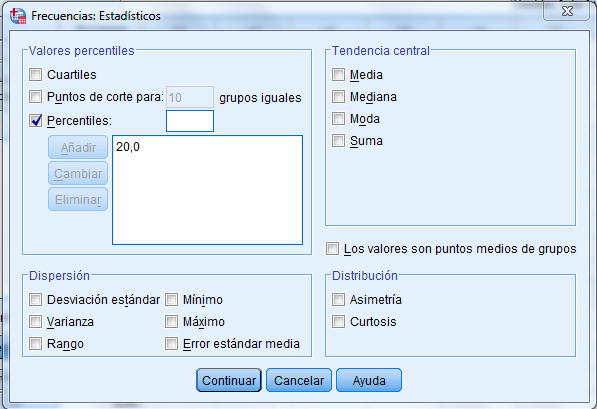 Frecuencias: Estadísticos
Valores percentiles
Cuartiles
Puntos de corte para: 10 grupos iguales
Percentiles:
Añadir
Cambiar
Eliminar
20,0
Tendencia central
Media
Mediana
Moda
Suma
Los valores son puntos medios de grupos
Dispersión
Desviación estándar
Mínimo
Varianza
Máximo
Rango
Error estándar media
Distribución
Asimetría
Curtosis
Continuar
Cancelar
Ayuda